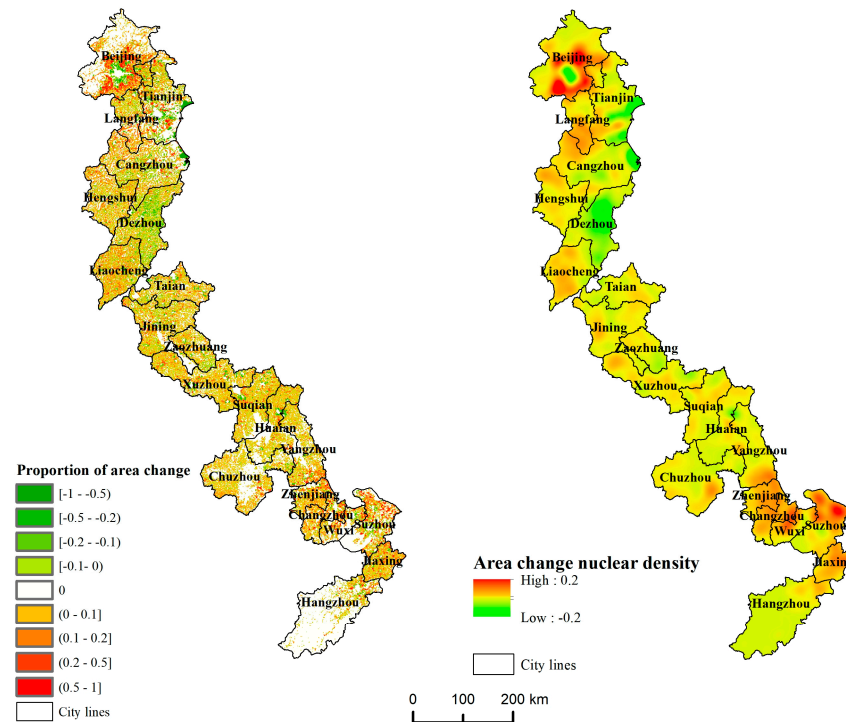 Beijing
Tianjin
Langfang
Cangzhou
Hengshui
Dezhou
Liaocheng
Taian
Jining
Zaozhuang
Xuzhou
Suqian
Huaian
Yangzhou
Chuzhou
Zhenjiang
Changzhou
Suzhou
Wuxi
Jiaxing
Hangzhou
Proportion of area change
[-1 - -0.5)
[-0.5 - -0.2)
[-0.2 - -0.1)
[-0.1- 0)
0
(0 - 0.1]
(0.1 - 0.2]
(0.2 - 0.5]
(0.5 - 1]
City lines
Beijing
Tianjin
Langfang
Cangzhou
Hengshui
Dezhou
Liaocheng
Taian
Jining
Zaozhuang
Xuzhou
Suqian
Huaian
Yangzhou
Chuzhou
Zhenjiang
Changzhou
Suzhou
Wuxi
Jiaxing
Hangzhou
Area change nuclear density
High : 0.2
Low : -0.2
City lines
0 100 200 km